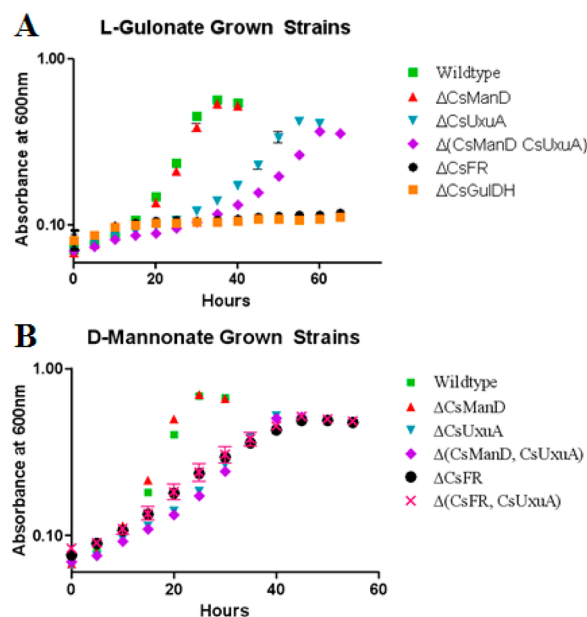 A
L-Gulonate Grown Strains
Absorbance at 600nm
1.00
0.10
0
20
40
60
Hours
Wildtype
ΔCsManD
ΔCsUxuA
Δ(CsManD CsUxuA)
ΔCsFR
ΔCsGulDH
B
D-Mannonate Grown Strains
Absorbance at 600nm
1.00
0.10
0
20
40
60
Hours
Wildtype
ΔCsManD
ΔCsUxuA
Δ(CsManD, CsUxuA)
ΔCsFR
Δ(CsFR, CsUxuA)